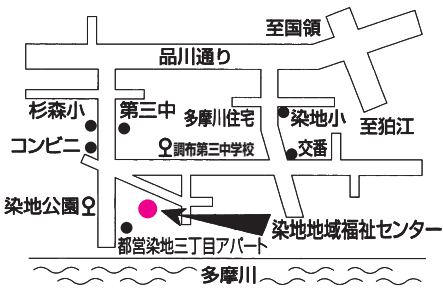 至国領
品川通り
杉森小
第三中
多摩川住宅
染地小
至狛江
コンビニ
調布第三中学校
交番
染地公園
染地地域福祉センター
都営染地三丁目アパート
多摩川